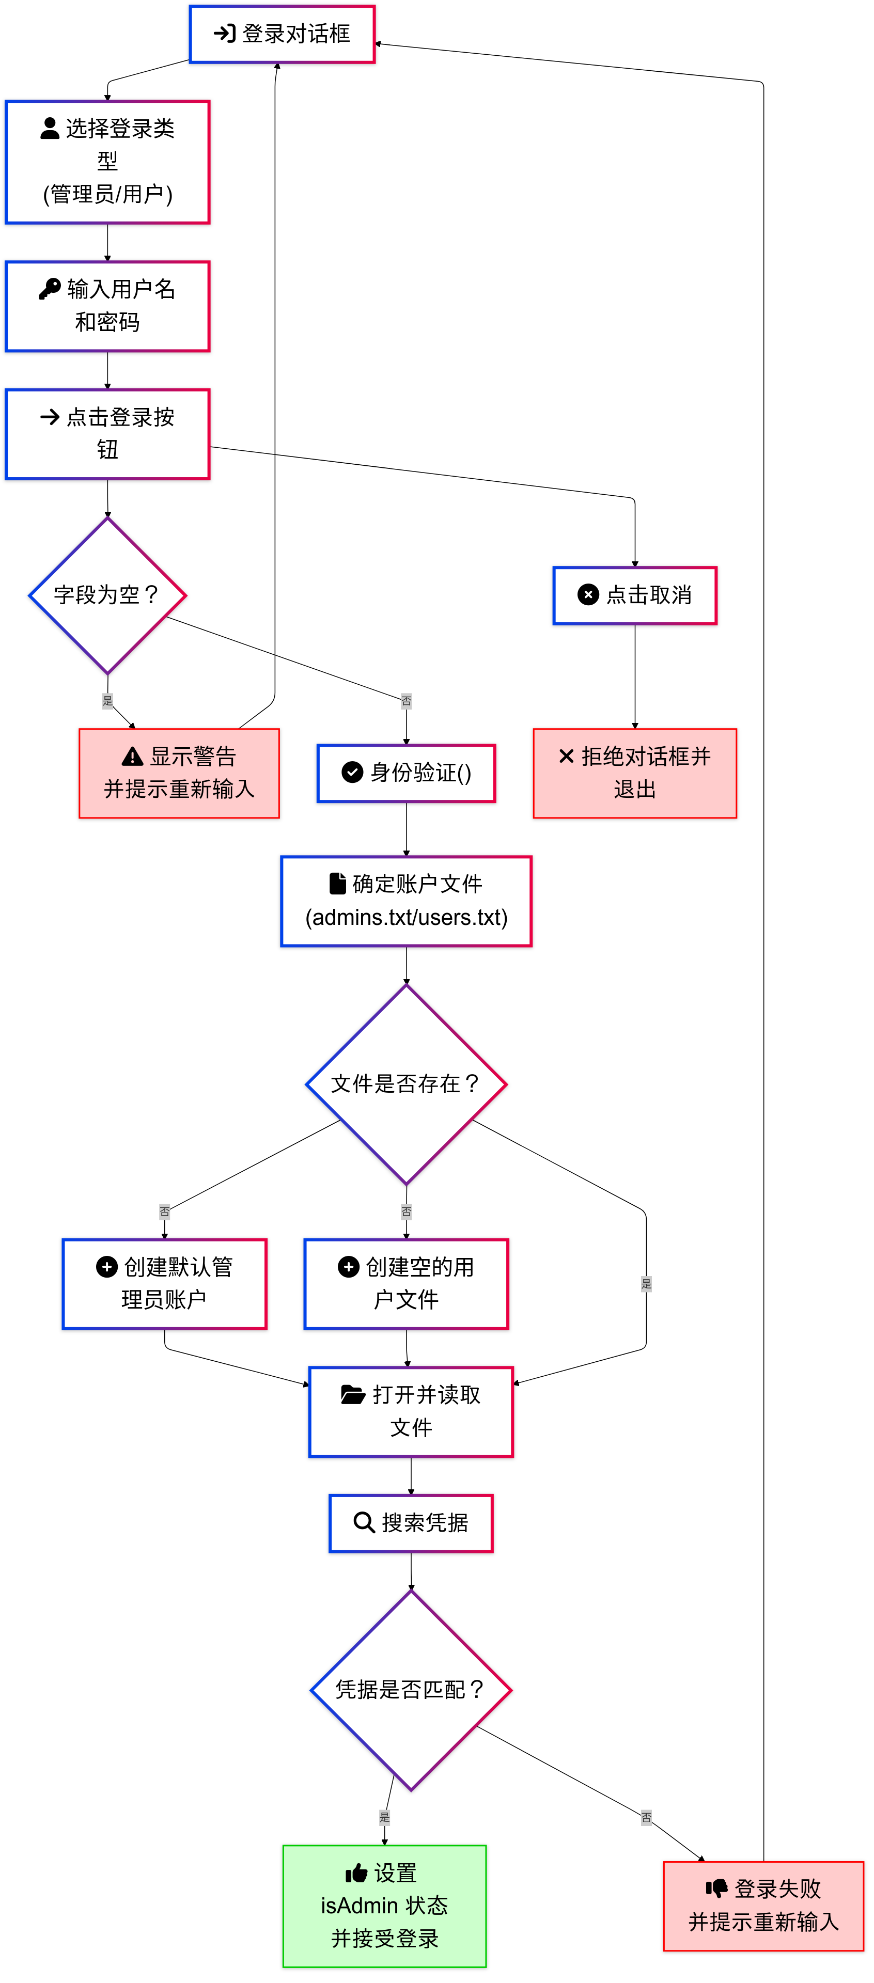 登录对话框
选择登录类
型
(管理员/用户)
输入用户名
和密码
点击登录按
钮
字段为空？
点击取消
是
否
显示警告
并提示重新输入
身份验证()
拒绝对话框并
退出
确定账户文件
(admins.txt/users.txt)
文件是否存在？
否
否
创建默认管
理员账户
创建空的用
户文件
是
打开并读取
文件
搜索凭据
凭据是否匹配？
是
否
设置
isAdmin 状态
并接受登录
登录失败
并提示重新输入